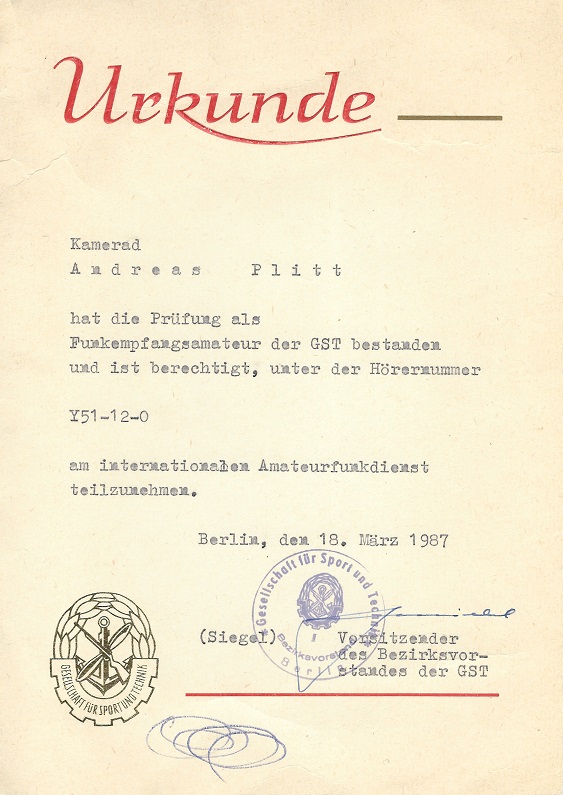 Urkunde
Kamerad
Andreas Plitt
hat die Prüfung als
Funkempfangsamateur der GST bestanden
und ist berechtigt, unter der Hörernummer
Y51-12-0
am internationalen Amateurfunkdienst
teilzunehmen.
Berlin, den 18. März 1987
Gesellschaft für Sport und Technik
Bezirksvorstand
Berlin
(Siegel)
Vorsitzender
des Bezirksvor-
standes der GST
GESELLSCHAFT FÜR SPORT UND TECHNIK